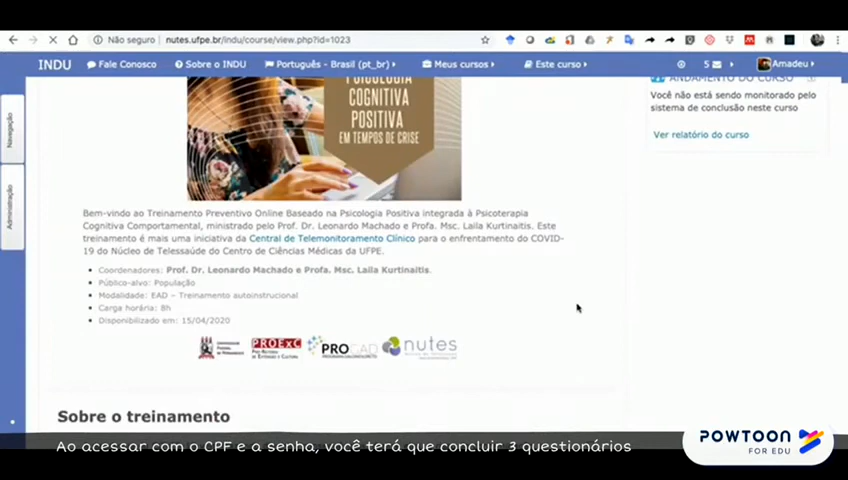 Não seguro nutes.ufpe.br/indu/course/view.php?id=1023
INDU Fale Conosco Sobre o INDU Português - Brasil (pt_br) Meus cursos Este curso 5 Amadeu
Navegação
Administração
PSICOLOGIA
COGNITIVA
POSITIVA
EM TEMPOS DE CRISE
ANDAMENTO DO CURSO
Você não está sendo monitorado pelo
sistema de conclusão neste curso
Ver relatório do curso
Bem-vindo ao Treinamento Preventivo Online Baseado na Psicologia Positiva integrada à Psicoterapia
Cognitiva Comportamental, ministrado pelo Prof. Dr. Leonardo Machado e Profa. Msc. Laila Kurtinaitis. Este
treinamento é mais uma iniciativa da Central de Telemonitoramento Clínico para o enfrentamento do COVID-
19 do Núcleo de Telessaúde do Centro de Ciências Médicas da UFPE.
Coordenadores: Prof. Dr. Leonardo Machado e Profa. Msc. Laila Kurtinaitis.
Público-alvo: População
Modalidade: EAD – Treinamento autoinstrucional
Carga horária: 8h
Disponibilizado em: 15/04/2020
PROExC
PROGAD
nutes
Sobre o treinamento
Ao acessar com o CPF e a senha, você terá que concluir 3 questionários
POWTOON
FOR EDU